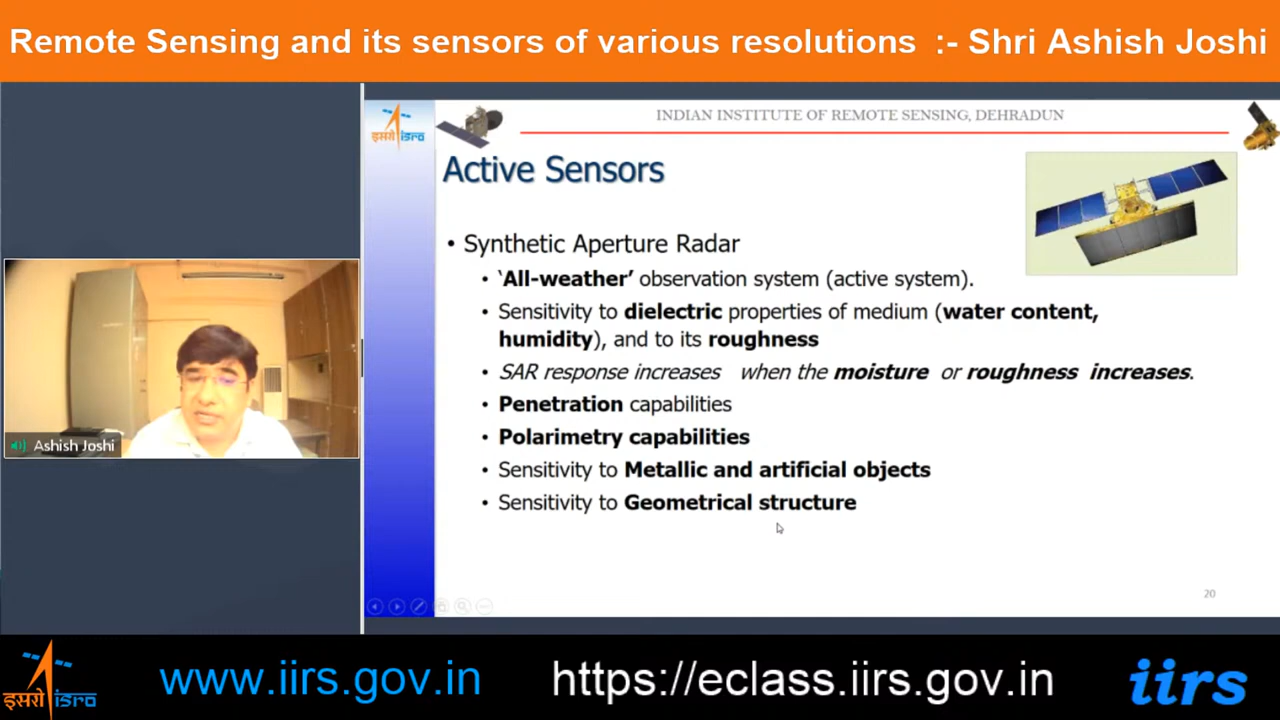 Remote Sensing and its sensors of various resolutions :- Shri Ashish Joshi
इसरो isro
INDIAN INSTITUTE OF REMOTE SENSING, DEHRADUN
Active Sensors
• Synthetic Aperture Radar
• ‘All-weather’ observation system (active system).
• Sensitivity to dielectric properties of medium (water content,
humidity), and to its roughness
• SAR response increases when the moisture or roughness increases.
• Penetration capabilities
• Polarimetry capabilities
• Sensitivity to Metallic and artificial objects
• Sensitivity to Geometrical structure
20
Ashish Joshi
इसरो isro
www.iirs.gov.in
https://eclass.iirs.gov.in
iirs